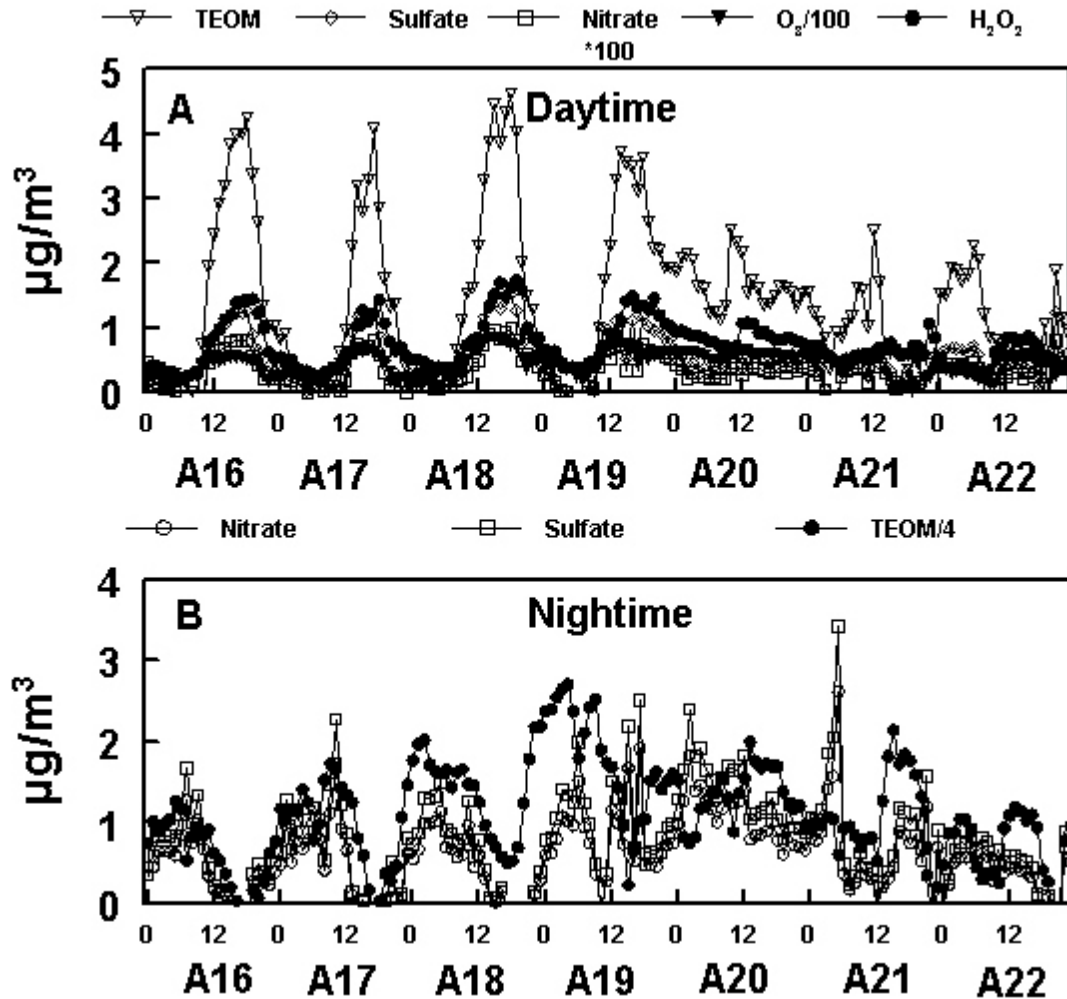 TEOM Sulfate Nitrate *100 O₃/100 H₂O₂
A Daytime
5
4
3
2
1
0
µg/m³
0 12 0 12 0 12 0 12 0 12 0 12 0 12
A16 A17 A18 A19 A20 A21 A22
Nitrate Sulfate TEOM/4
B Nightime
4
3
2
1
0
µg/m³
0 12 0 12 0 12 0 12 0 12 0 12 0 12
A16 A17 A18 A19 A20 A21 A22